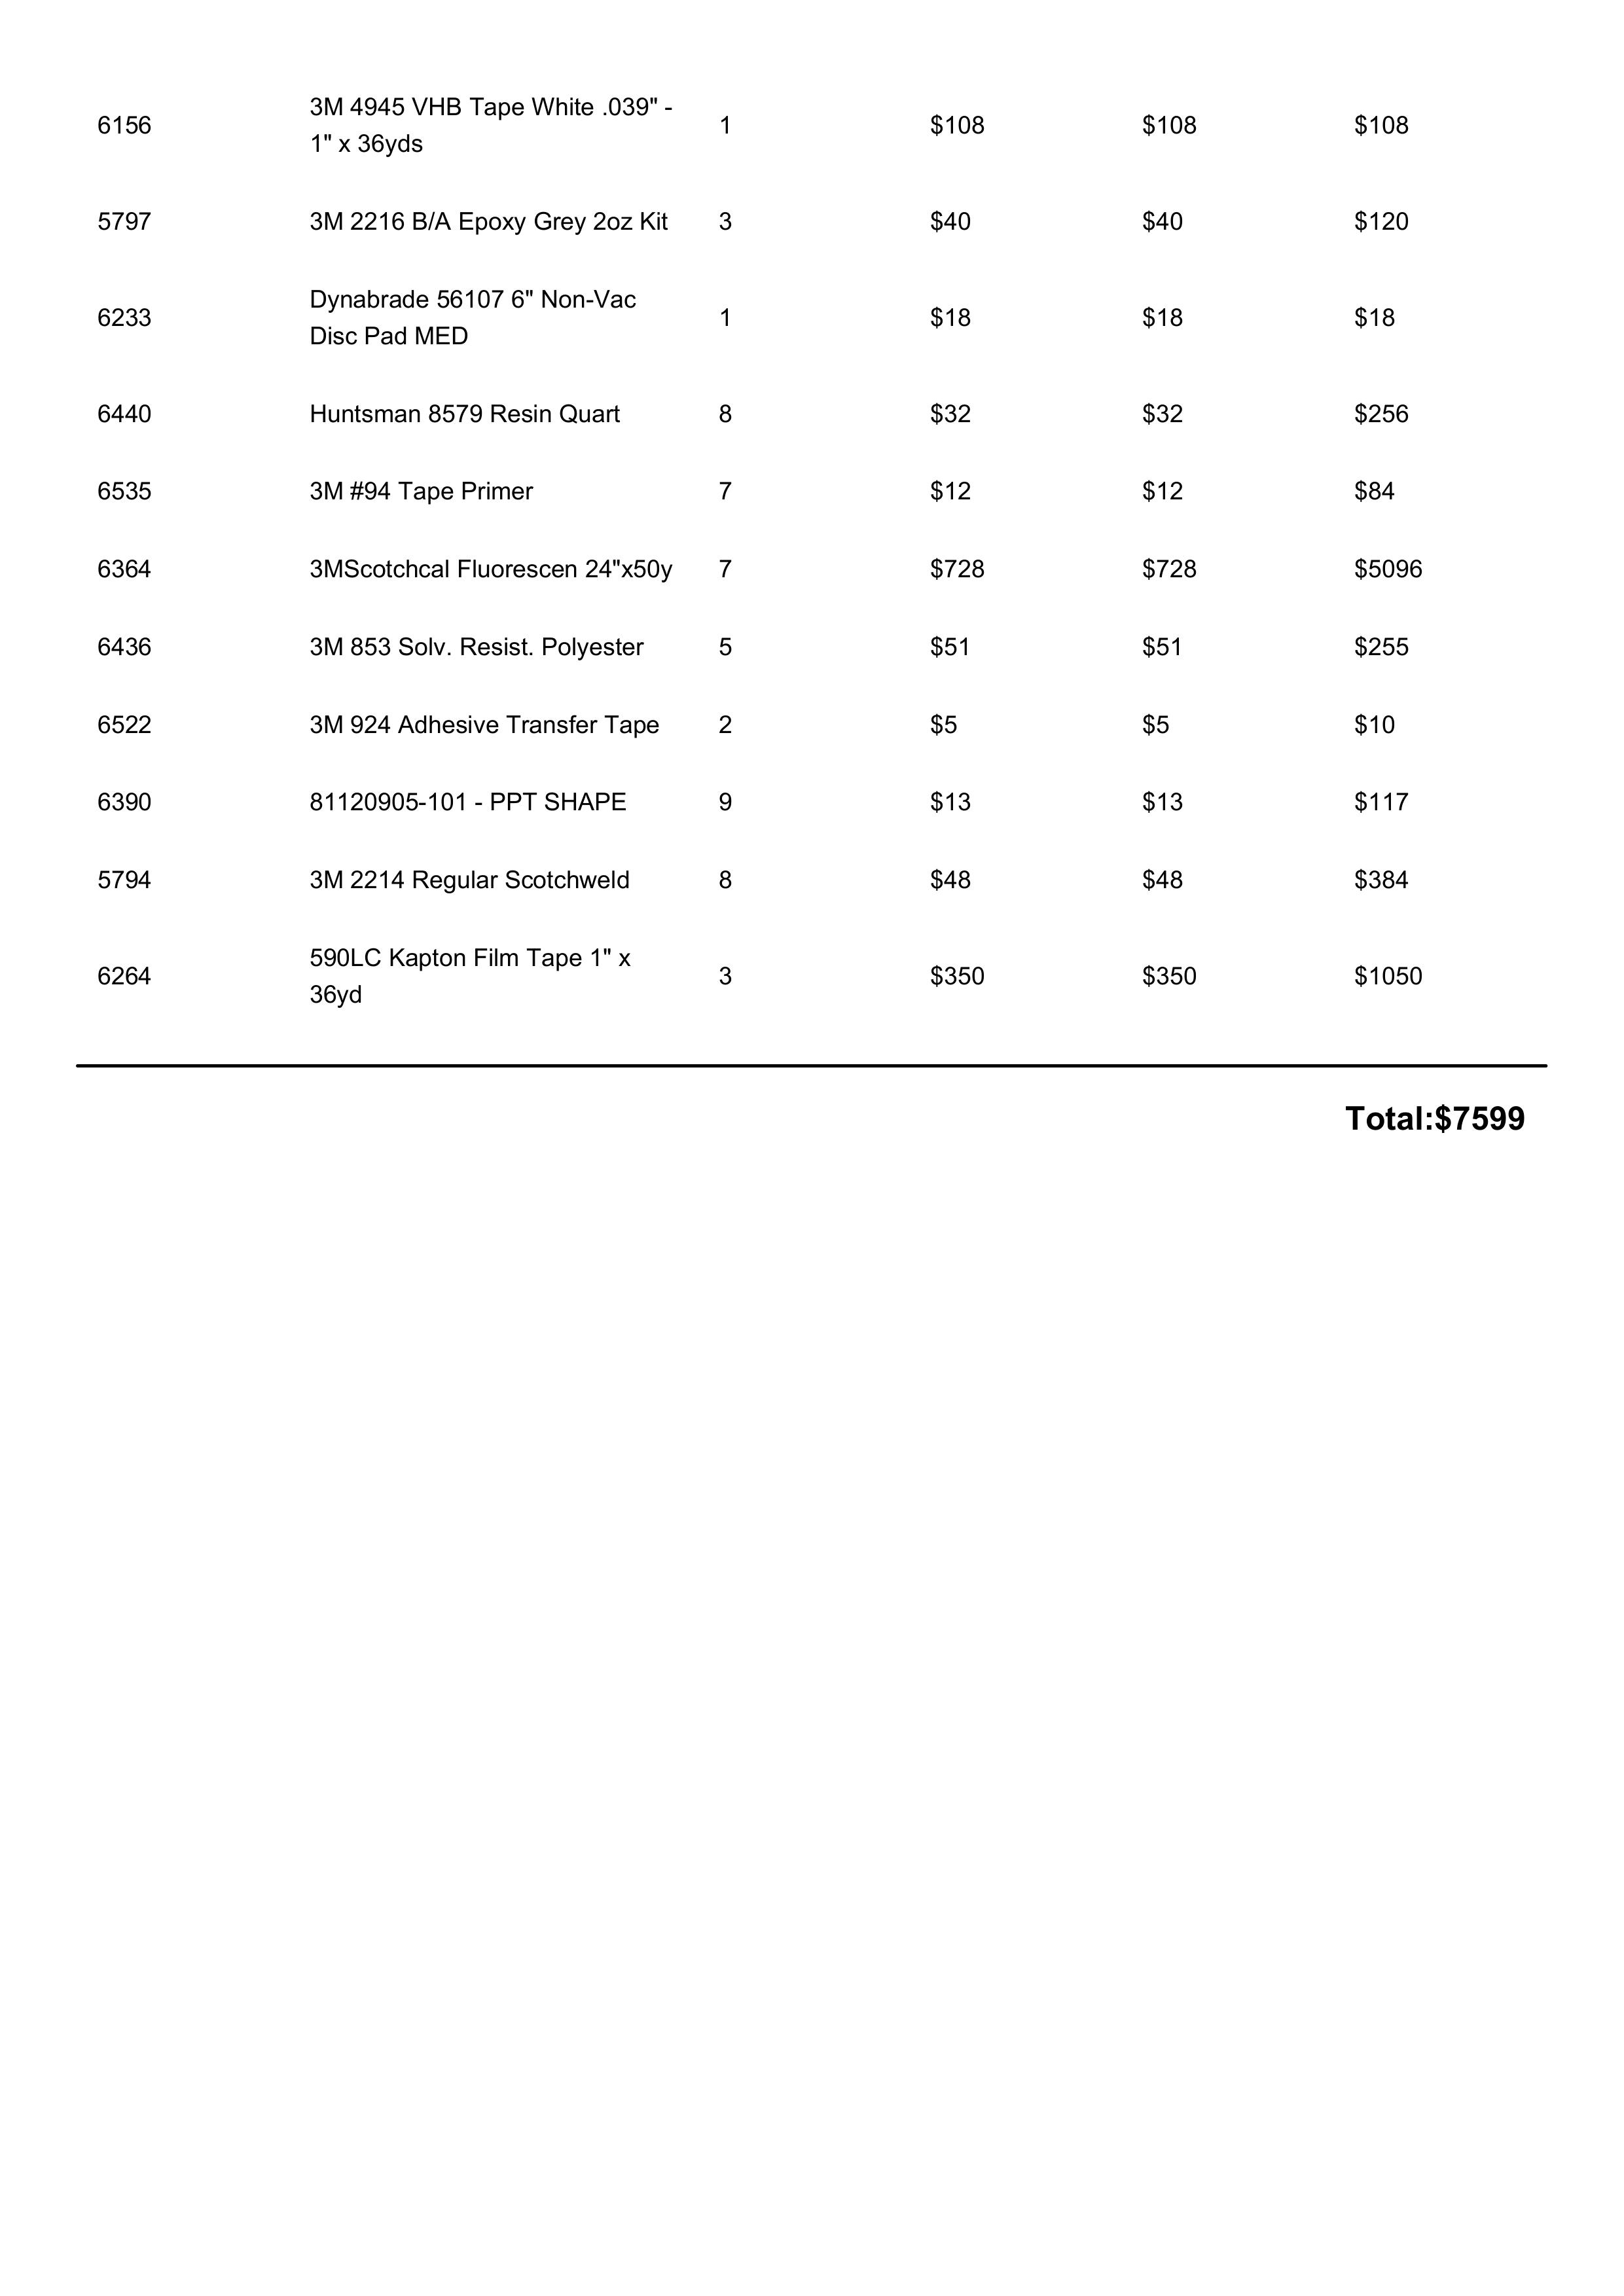 6156 3M 4945 VHB Tape White .039" - 1 $108 $108 $108
1" x 36yds
5797 3M 2216 B/A Epoxy Grey 2oz Kit 3 $40 $40 $120
6233 Dynabrade 56107 6" Non-Vac 1 $18 $18 $18
Disc Pad MED
6440 Huntsman 8579 Resin Quart 8 $32 $32 $256
6535 3M #94 Tape Primer 7 $12 $12 $84
6364 3MScotchcal Fluorescen 24"x50y 7 $728 $728 $5096
6436 3M 853 Solv. Resist. Polyester 5 $51 $51 $255
6522 3M 924 Adhesive Transfer Tape 2 $5 $5 $10
6390 81120905-101 - PPT SHAPE 9 $13 $13 $117
5794 3M 2214 Regular Scotchweld 8 $48 $48 $384
6264 590LC Kapton Film Tape 1" x 3 $350 $350 $1050
36yd
Total:$7599